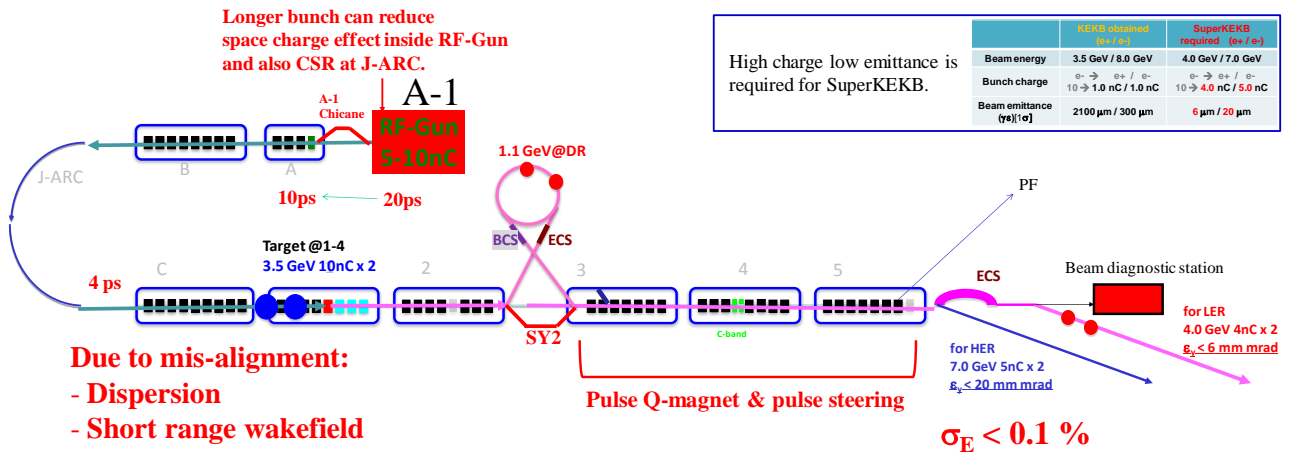 Longer bunch can reduce
space charge effect inside RF-Gun
and also CSR at J-ARC.
High charge low emittance is
required for SuperKEKB.
KEKB obtained
(e+ / e-)
SuperKEKB
required (e+ / e-)
Beam energy
3.5 GeV / 8.0 GeV
4.0 GeV / 7.0 GeV
Bunch charge
e- → e+ / e-
10 → 1.0 nC / 1.0 nC
e- → e+ / e-
10 → 4.0 nC / 5.0 nC
Beam emittance
(γε)[1σ]
2100 μm / 300 μm
6 μm / 20 μm
A-1
A-1
Chicane
RF-Gun
5-10nC
B
A
J-ARC
10ps
20ps
1.1 GeV@DR
PF
BCS
ECS
Target @1-4
3.5 GeV 10nC x 2
C
4 ps
2
3
4
5
ECS
Beam diagnostic station
SY2
C-band
for LER
4.0 GeV 4nC x 2
εy < 6 mm mrad
for HER
7.0 GeV 5nC x 2
εy < 20 mm mrad
Due to mis-alignment:
- Dispersion
- Short range wakefield
Pulse Q-magnet & pulse steering
σE < 0.1 %